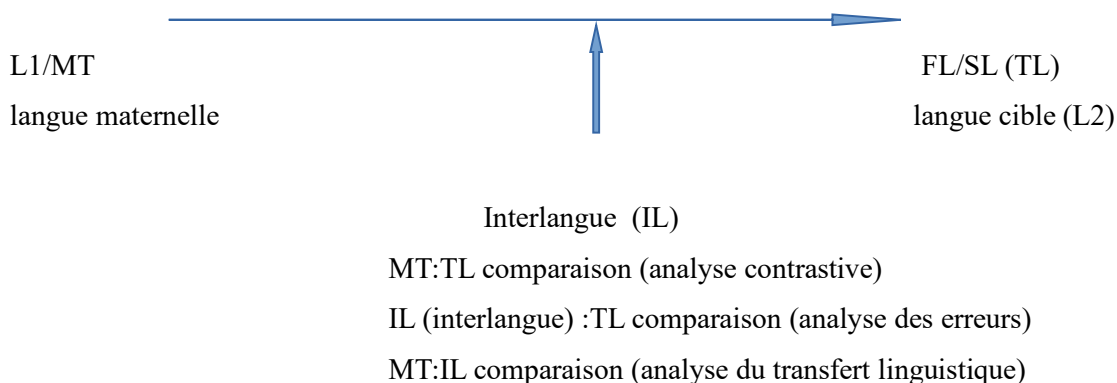 L1/MT FL/SL (TL)
langue maternelle langue cible (L2)
Interlangue (IL)
MT:TL comparaison (analyse contrastive)
IL (interlangue) :TL comparaison (analyse des erreurs)
MT:IL comparaison (analyse du transfert linguistique)